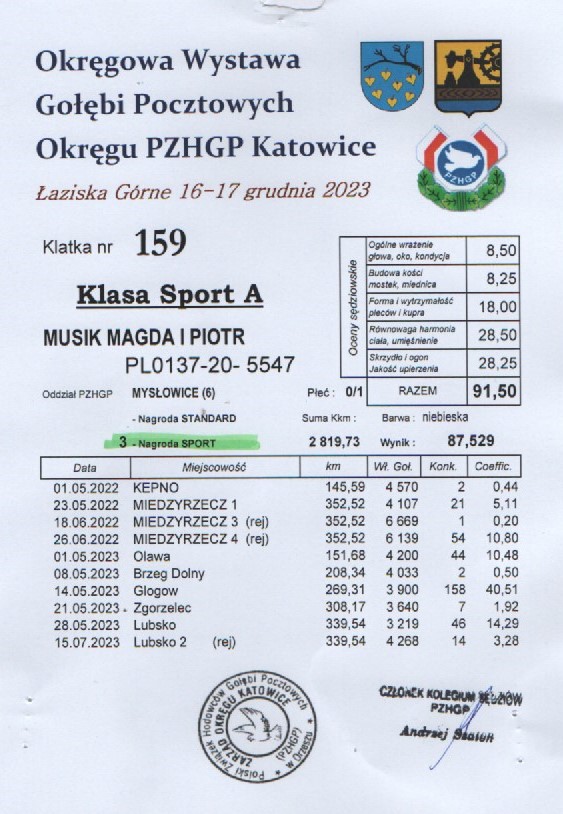 Okręgowa Wystawa
Gołębi Pocztowych
Okręgu PZHGP Katowice
PZHGP
Łaziska Górne 16-17 grudnia 2023
Klatka nr 159
Klasa Sport A
MUSIK MAGDA I PIOTR
PL0137-20- 5547
Oceny sędziowskie
Ogólne wrażenie głowa, oko, kondycja 8,50
Budowa kości mostek, miednica 8,25
Forma i wytrzymałość pleców i kupra 18,00
Równowaga harmonia ciała, umięśnienie 28,50
Skrzydło i ogon Jakość upierzenia 28,25
Oddział PZHGP MYSŁOWICE (6) Płeć : 0/1 RAZEM 91,50
- Nagroda STANDARD Suma Kkm : Barwa : niebieska
3 - Nagroda SPORT 2 819,73 Wynik : 87,529
Data Miejscowość km Wł. Goł. Konk. Coeffic.
01.05.2022 KEPNO 145,59 4 570 2 0,44
23.05.2022 MIEDZYRZECZ 1 352,52 4 107 21 5,11
18.06.2022 MIEDZYRZECZ 3 (rej) 352,52 6 669 1 0,20
26.06.2022 MIEDZYRZECZ 4 (rej) 352,52 6 139 54 10,80
01.05.2023 Oława 151,68 4 200 44 10,48
08.05.2023 Brzeg Dolny 208,34 4 033 2 0,50
14.05.2023 Glogow 269,31 3 900 158 40,51
21.05.2023 Zgorzelec 308,17 3 640 7 1,92
28.05.2023 Lubsko 339,54 3 219 46 14,29
15.07.2023 Lubsko 2 (rej) 339,54 4 268 14 3,28
Polski Związek Hodowców Gołębi Pocztowych (PZHGP) w Orzeszu
ZARZĄD OKRĘGU KATOWICE
CZŁONEK KOLEGIUM SĘDZIÓW
PZHGP
Andrzej